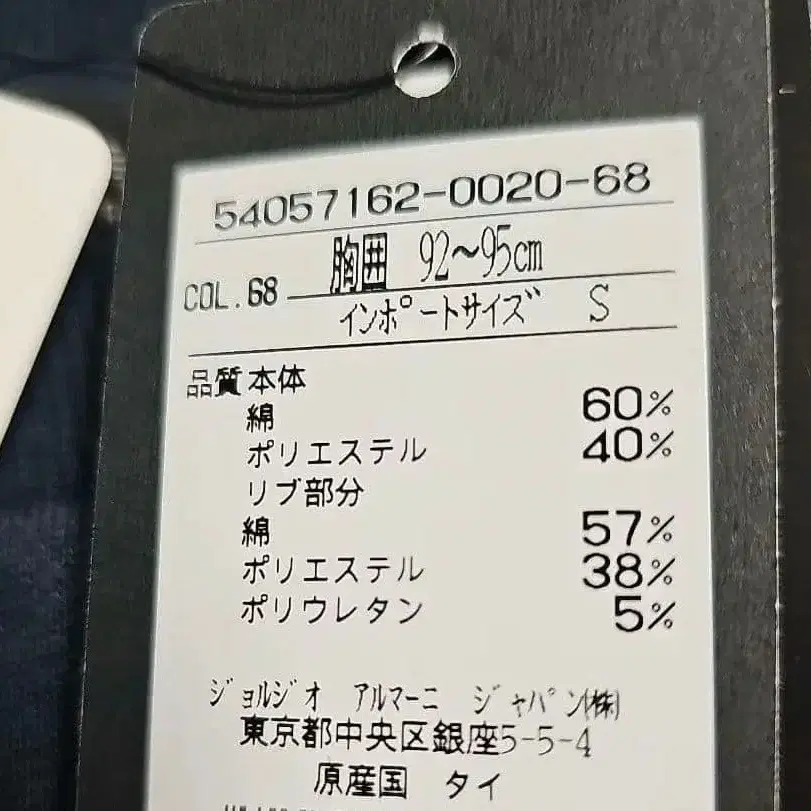 54057162-0020-68
胸囲 92~95cm
COL.68
インポートサイズ S
品質 本体
綿 60%
ポリエステル 40%
リブ部分
綿 57%
ポリエステル 38%
ポリウレタン 5%
ジョルジオ アルマーニ ジャパン(株)
東京都中央区銀座5-5-4
原産国 タイ